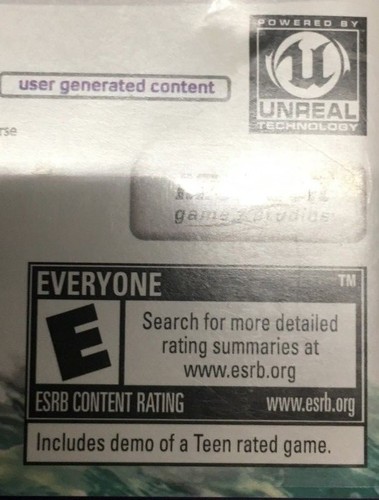 POWERED BY
UNREAL
TECHNOLOGY
user generated content
rse
game studios
EVERYONE TM
E
Search for more detailed
rating summaries at
www.esrb.org
ESRB CONTENT RATING www.esrb.org
Includes demo of a Teen rated game.